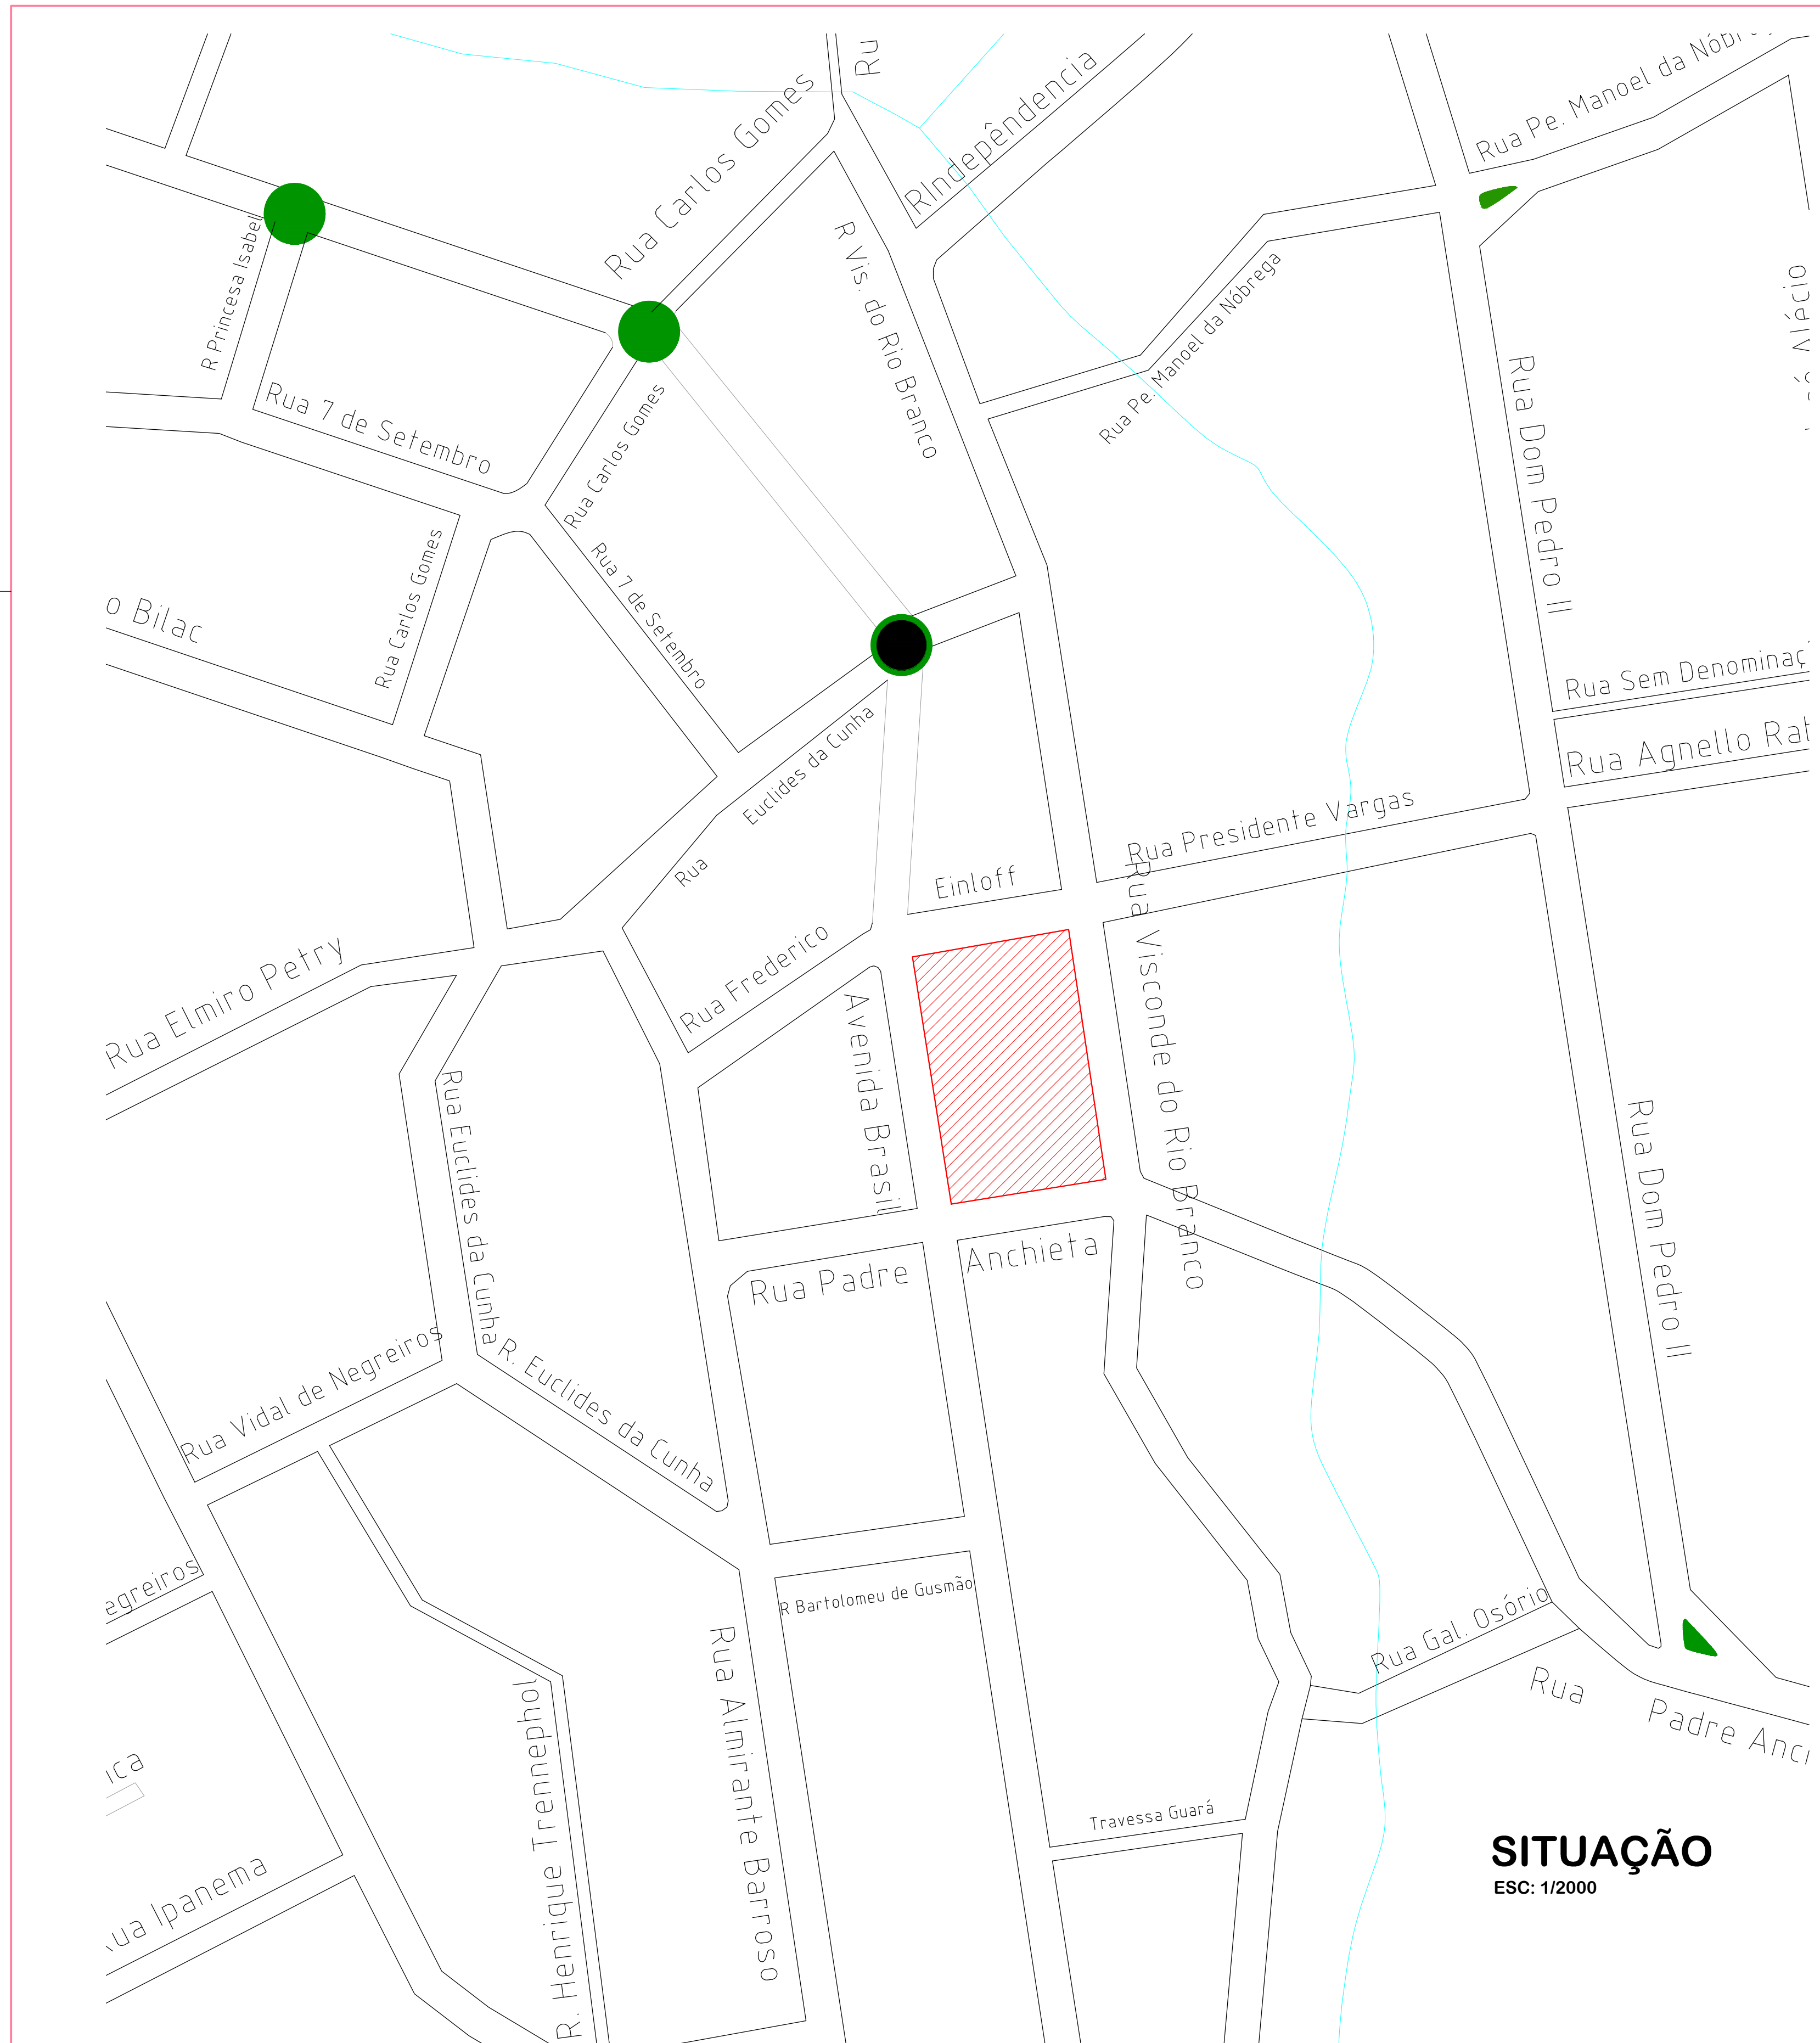 Rua Carlos Gomes
Ru
RIndepêndencia
Rua Pe. Manoel da
R Princesa Isabel
R Vis. do Rio Branco
Rua Pe. Manoel da Nóbrega
Rua 7 de Setembro
Rua Carlos Gomes
Rua Dom Pedro II
Rua 7 de Setembro
Rua Carlos Gomes
o Bilac
Rua Sem Denominaç
Rua Agnello Rat
Euclides da Cunha
Rua
Rua Presidente Vargas
Einloff
Rua Frederico
Rua Elmiro Petry
Avenida Brasil
Rua Visconde do Rio Branco
Rua Euclides da Cunha
Rua Dom Pedro II
Anchieta
Rua Padre
Rua Vidal de Negreiros
R. Euclides da Cunha
egreiros
R Bartolomeu de Gusmão
Rua Gal. Osório
Rua
Padre Anc
Rua Almirante Barroso
R. Henrique Trennephol
ica
Travessa Guará
ua Ipanema
SITUAÇÃO
ESC: 1/2000